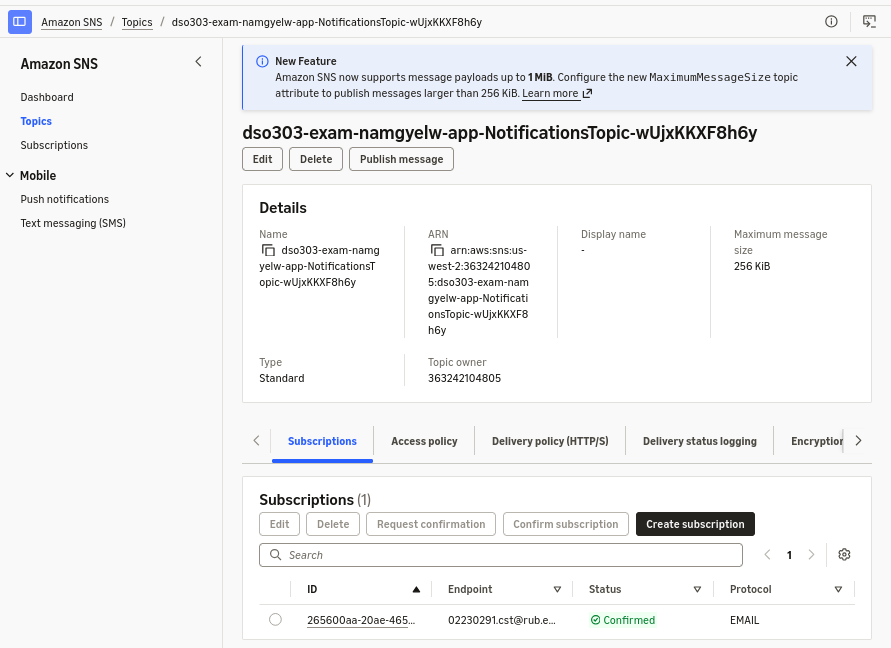 Amazon SNS / Topics / dso303-exam-namgyelw-app-NotificationsTopic-wUjxKKXF8h6y
Amazon SNS
Dashboard
Topics
Subscriptions
Mobile
Push notifications
Text messaging (SMS)
New Feature
Amazon SNS now supports message payloads up to 1 MiB. Configure the new MaximumMessageSize topic
attribute to publish messages larger than 256 KiB. Learn more
dso303-exam-namgyelw-app-NotificationsTopic-wUjxKKXF8h6y
Edit Delete Publish message
Details
Name
dso303-exam-namg
yelw-app-NotificationsT
opic-wUjxKKXF8h6y
ARN
arn:aws:sns:us-
west-2:36324210480
5:dso303-exam-nam
gyelw-app-Notificati
onsTopic-wUjxKKXF8
h6y
Display name
-
Maximum message
size
256 KiB
Type
Standard
Topic owner
363242104805
Subscriptions Access policy Delivery policy (HTTP/S) Delivery status logging Encryption
Subscriptions (1)
Edit Delete Request confirmation Confirm subscription Create subscription
Search
1
ID Endpoint Status Protocol
265600aa-20ae-465... 02230291.cst@rub.e... Confirmed EMAIL